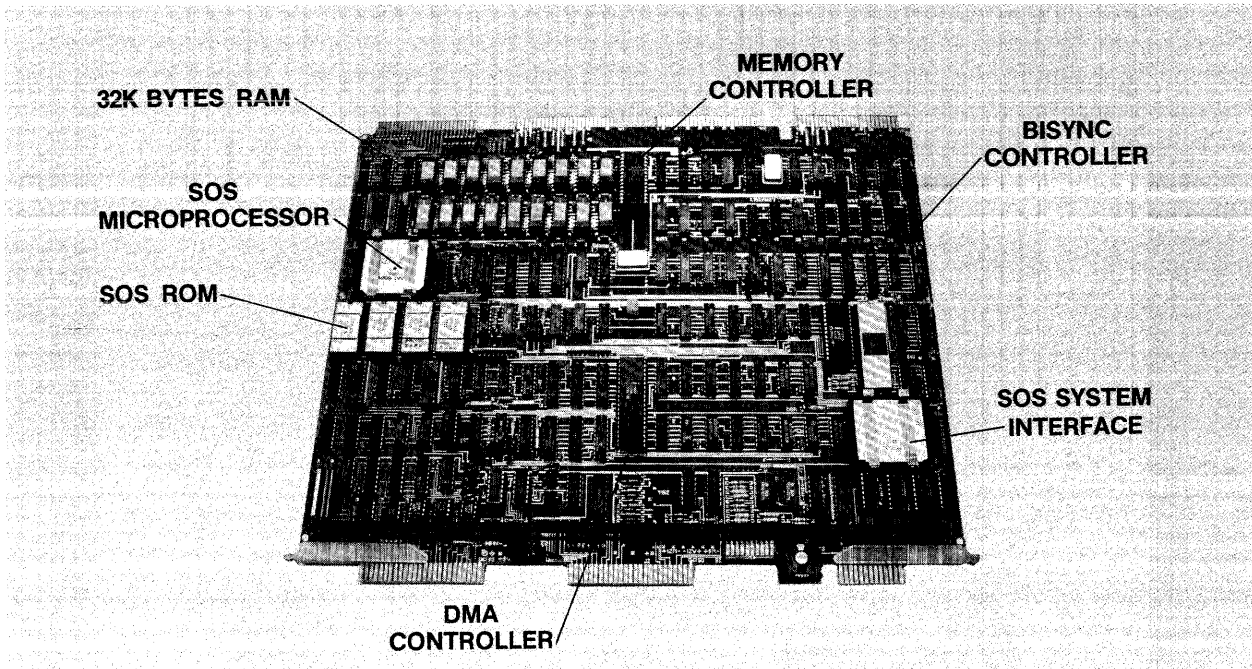 MEMORY
CONTROLLER
32K BYTES RAM
BISYNC
CONTROLLER
SOS
MICROPROCESSOR
SOS ROM
SOS SYSTEM
INTERFACE
DMA
CONTROLLER